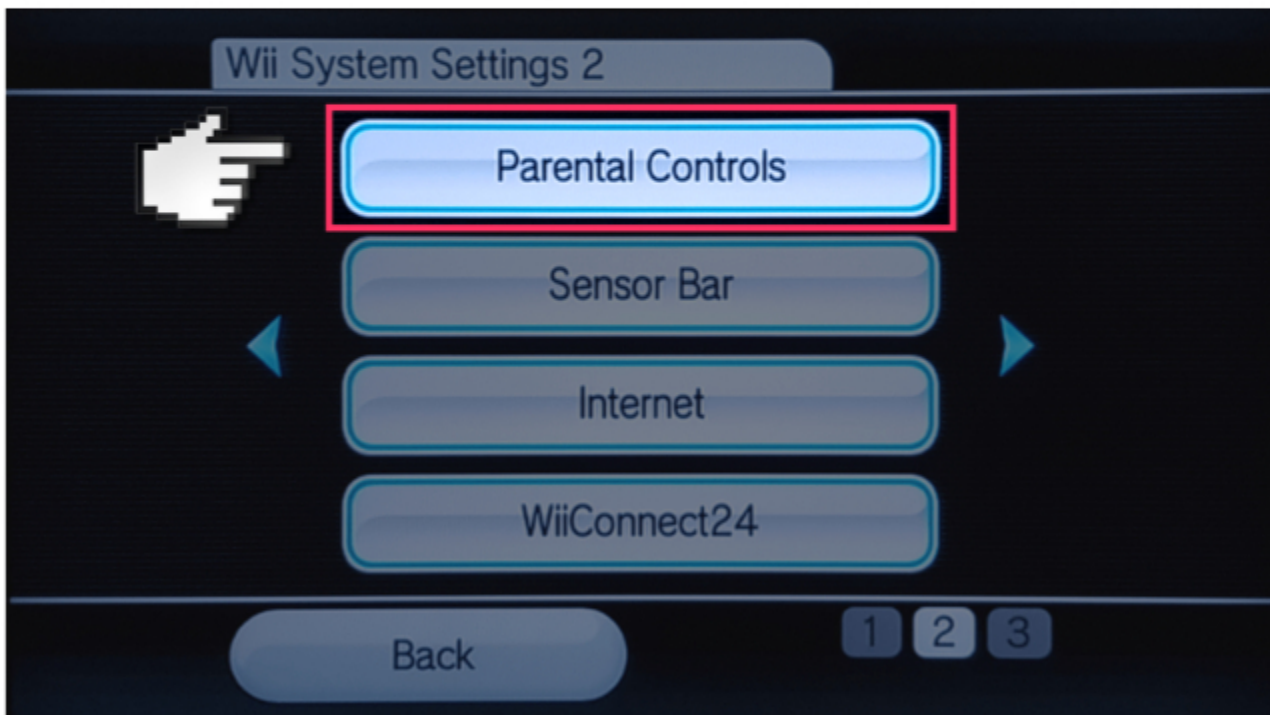 Wii System Settings 2
Parental Controls
Sensor Bar
Internet
WiiConnect24
Back
1 2 3